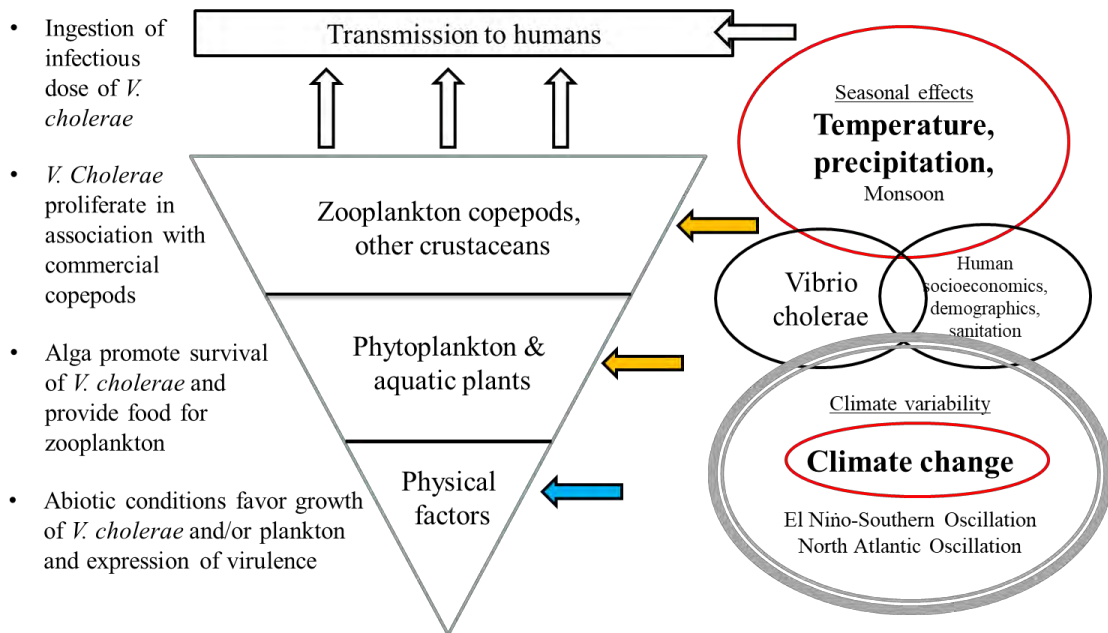 • Ingestion of
infectious
dose of V.
cholerae
• V. Cholerae
proliferate in
association with
commercial
copepods
• Alga promote survival
of V. cholerae and
provide food for
zooplankton
• Abiotic conditions favor growth
of V. cholerae and/or plankton
and expression of virulence
Transmission to humans
Zooplankton copepods,
other crustaceans
Phytoplankton &
aquatic plants
Physical
factors
Seasonal effects
Temperature,
precipitation,
Monsoon
Vibrio
cholerae
Human
socioeconomics,
demographics,
sanitation
Climate variability
Climate change
El Niño-Southern Oscillation
North Atlantic Oscillation